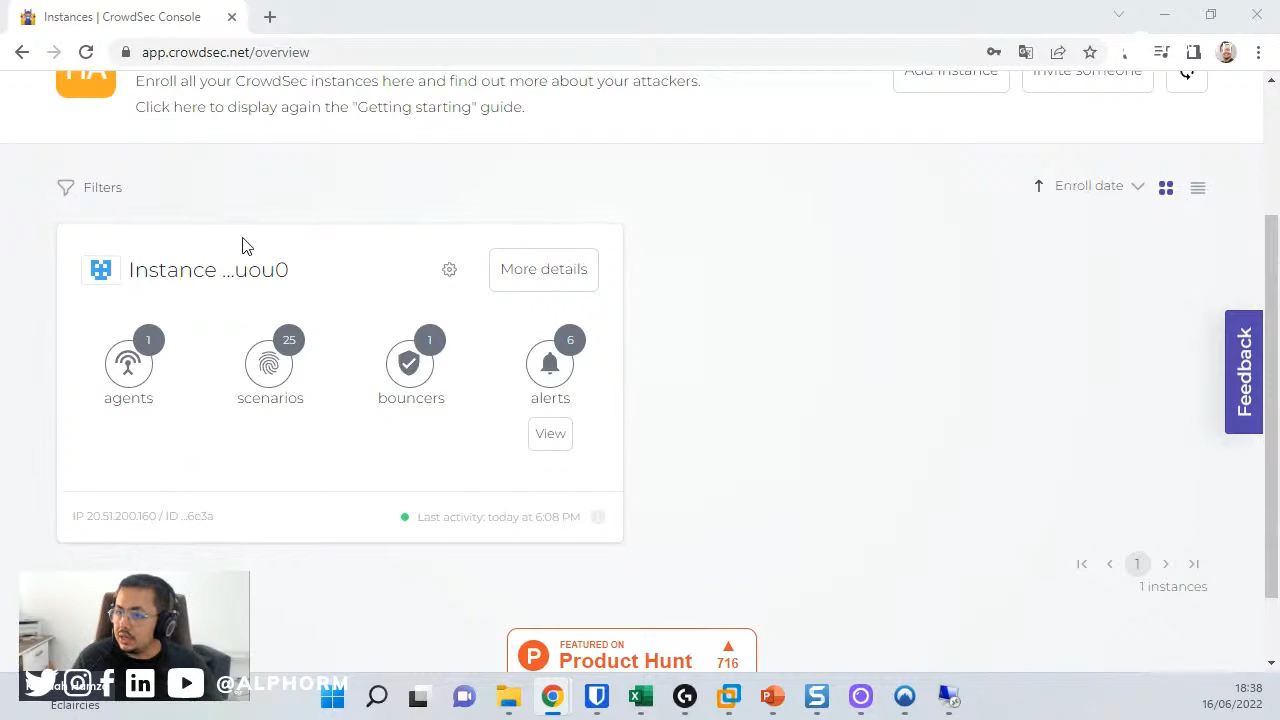 Instances | CrowdSec Console
app.crowdsec.net/overview
HA
Enroll all your CrowdSec instances here and find out more about your attackers.
Click here to display again the "Getting starting" guide.
Add instance
Invite someone
Filters
Enroll date
Instance ...uou0
More details
1
25
1
6
agents
scenarios
bouncers
alerts
View
IP 20.51.200.160 / ID ...6e3a
Last activity: today at 6:08 PM
Feedback
1
1 instances
FEATURED ON
Product Hunt
716
@ALPHORM
Eclaircies
18:38
16/06/2022